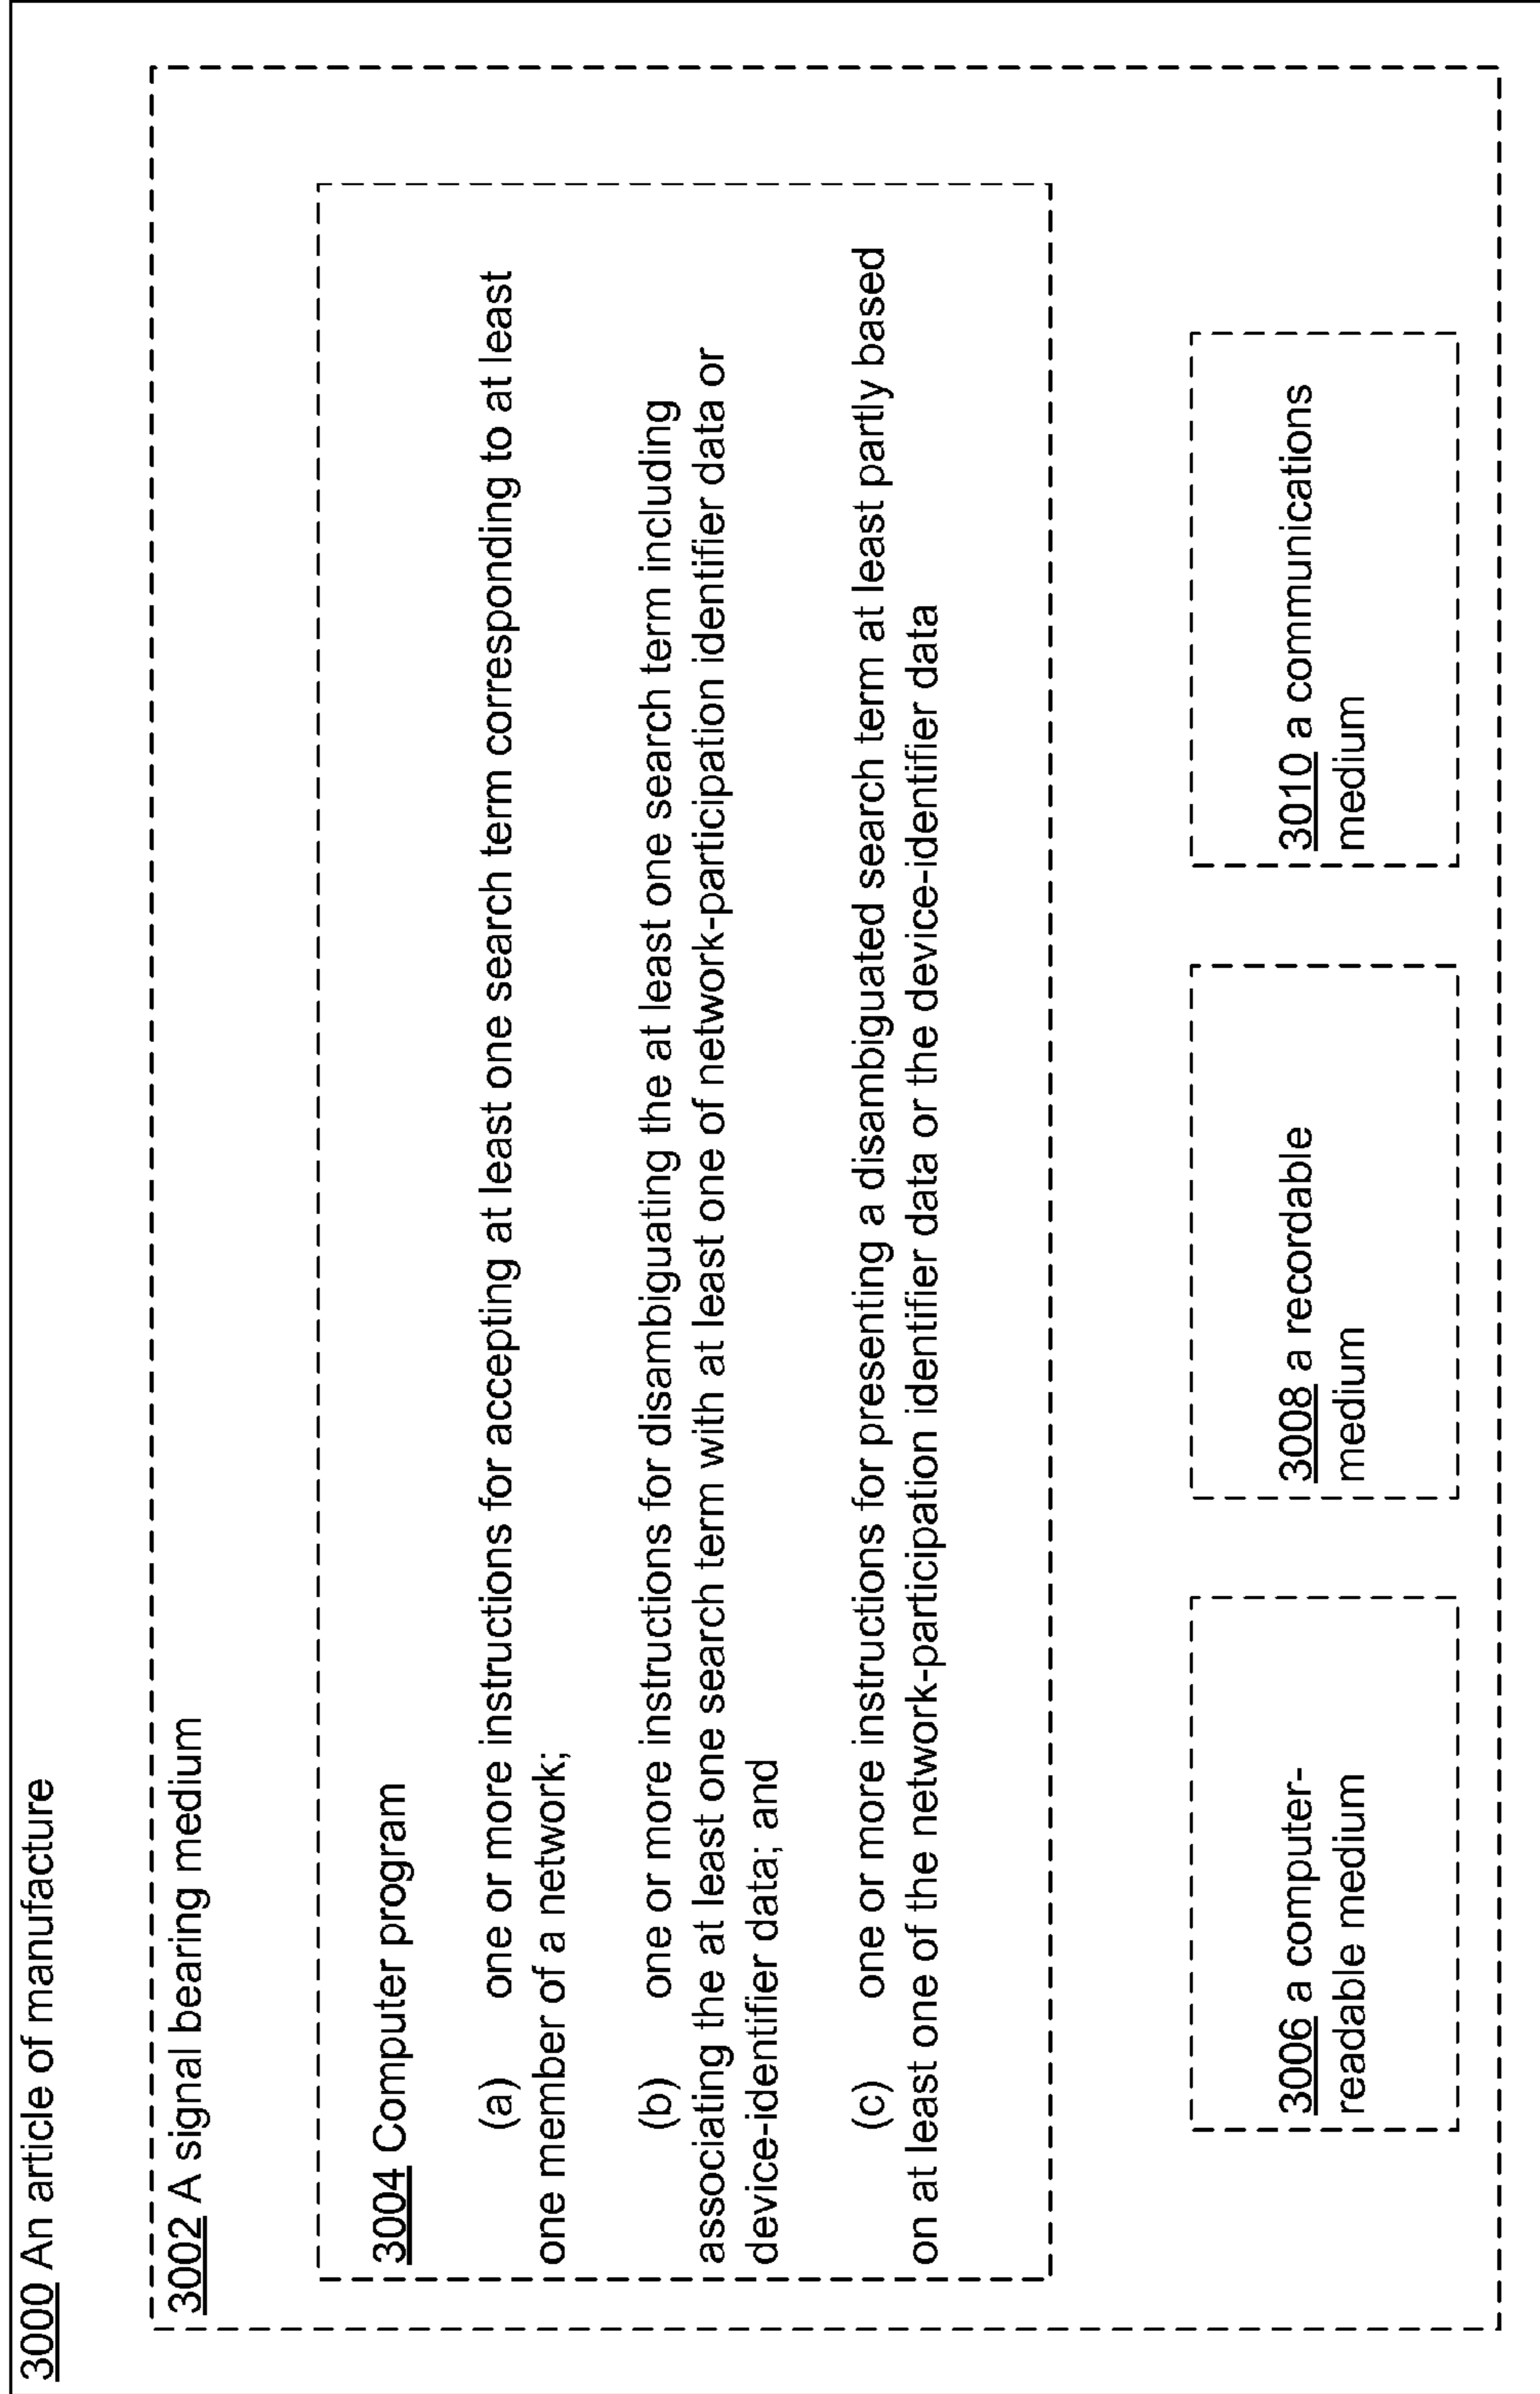 3000 An article of manufacture
3002 A signal bearing medium
3004 Computer program
(a) one or more instructions for accepting at least one search term corresponding to at least
one member of a network;
(b) one or more instructions for disambiguating the at least one search term including
associating the at least one search term with at least one of network-participation identifier data or
device-identifier data; and
(c) one or more instructions for presenting a disambiguated search term at least partly based
on at least one of the network-participation identifier data or the device-identifier data
3006 a computer-
readable medium
3008 a recordable
medium
3010 a communications
medium